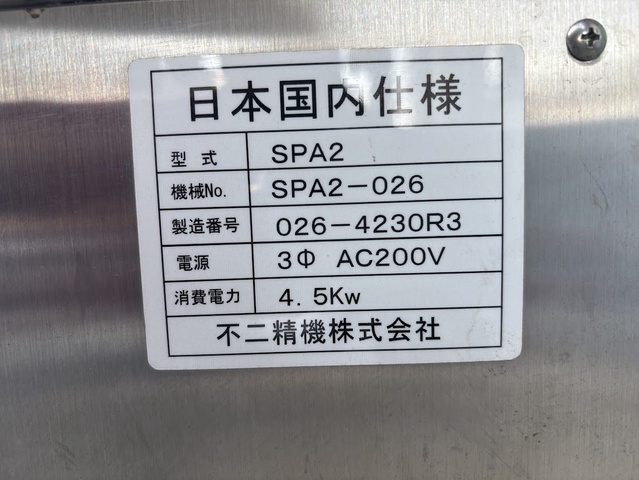 日本国内仕様
型式 SPA2
機械No. SPA2-026
製造番号 026-4230R3
電源 3Φ AC200V
消費電力 4.5Kw
不二精機株式会社